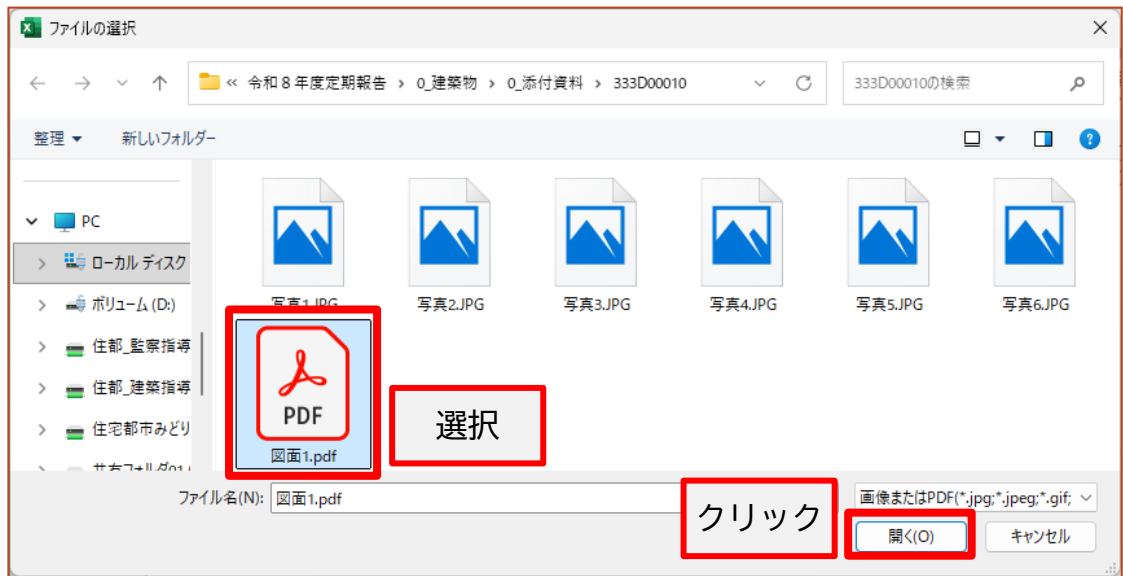 ファイルの選択
« 令和８年度定期報告 › 0_建築物 › 0_添付資料 › 333D00010
333D00010の検索
整理
新しいフォルダー
PC
ローカル ディスク
ボリューム (D:)
住都_監察指導
住都_建築指導
住宅都市みどり
写真1.JPG
写真2.JPG
写真3.JPG
写真4.JPG
写真5.JPG
写真6.JPG
PDF
図面1.pdf
選択
ファイル名(N):
図面1.pdf
クリック
画像またはPDF(*.jpg;*.jpeg;*.gif;
開く(O)
キャンセル